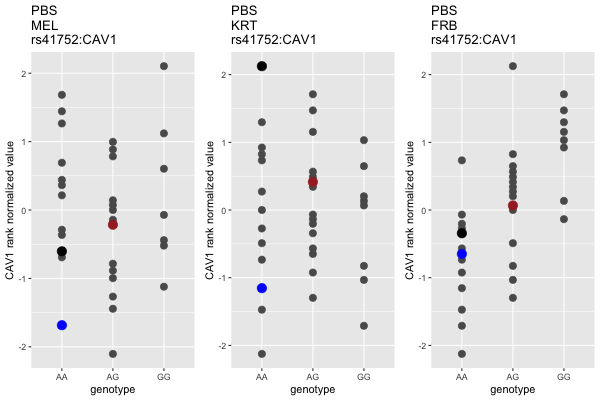 PBS
MEL
rs41752:CAV1
CAV1 rank normalized value
2
1
0
-1
-2
AA
AG
GG
genotype
PBS
KRT
rs41752:CAV1
CAV1 rank normalized value
2
1
0
-1
-2
AA
AG
GG
genotype
PBS
FRB
rs41752:CAV1
CAV1 rank normalized value
2
1
0
-1
-2
AA
AG
GG
genotype